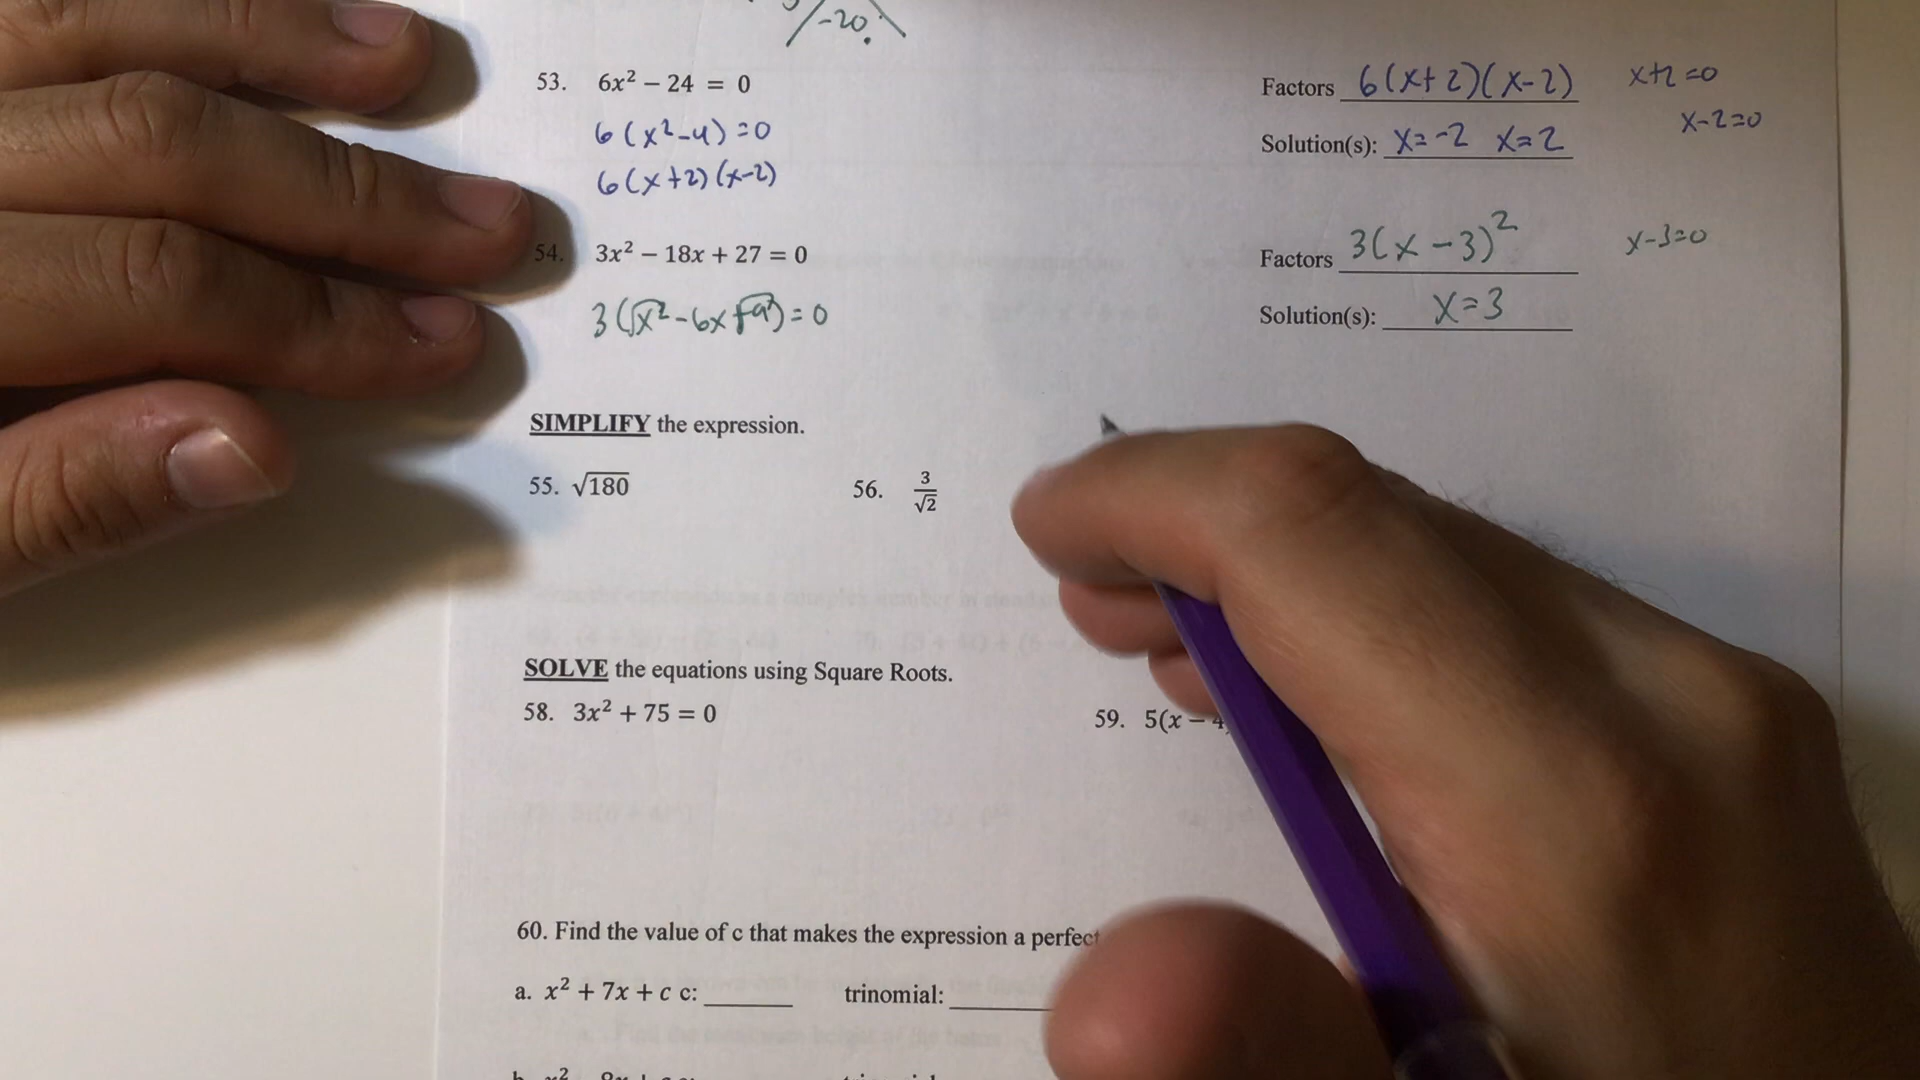 -20
53. 6x² − 24 = 0
6(x²-4)=0
6(x+2)(x-2)
Factors 6(x+2)(x-2)
x+2=0
x-2=0
Solution(s): x=-2 x=2
54. 3x² − 18x + 27 = 0
3(√x²-6x+√9)=0
Factors 3(x-3)²
x-3=0
Solution(s): x=3
SIMPLIFY the expression.
55. √180
56. 3/√2
SOLVE the equations using Square Roots.
58. 3x² + 75 = 0
59. 5(x − 4
60. Find the value of c that makes the expression a perfect
a. x² + 7x + c c: ______ trinomial: ______